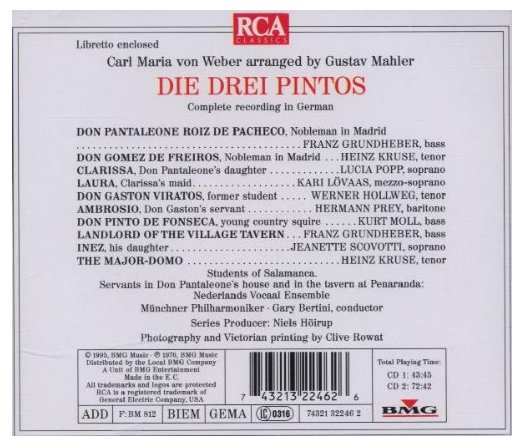 RCA
CLASSICS
Libretto enclosed
Carl Maria von Weber arranged by Gustav Mahler
DIE DREI PINTOS
Complete recording in German
DON PANTALEONE ROIZ DE PACHECO, Nobleman in Madrid
. . . . . . . . . . . . . . . . . . . . . . . . . . . . . . . . . . . . . . . FRANZ GRUNDHEBER, bass
DON GOMEZ DE FREIROS, Nobleman in Madrid . . . HEINZ KRUSE, tenor
CLARISSA, Don Pantaleone's daughter . . . . . . . . . . . . .LUCIA POPP, soprano
LAURA, Clarissa's maid. . . . . . . . . . . . . . . . . . KARI LÖVAAS, mezzo-soprano
DON GASTON VIRATOS, former student . . . . . WERNER HOLLWEG, tenor
AMBROSIO, Don Gaston's servant . . . . . . . . . . . . HERMANN PREY, baritone
DON PINTO DE FONSECA, young country squire . . . . . KURT MOLL, bass
LANDLORD OF THE VILLAGE TAVERN . . .FRANZ GRUNDHEBER, bass
INEZ, his daughter . . . . . . . . . . . . . . . . . . . . .JEANETTE SCOVOTTI, soprano
THE MAJOR-DOMO . . . . . . . . . . . . . . . . . . . . . . . . . . . HEINZ KRUSE, tenor
Students of Salamanca.
Servants in Don Pantaleone's house and in the tavern at Penaranda:
Nederlands Vocaal Ensemble
Münchner Philharmoniker · Gary Bertini, conductor
Series Producer: Niels Höirup
Photography and Victorian printing by Clive Rowat
© 1995, BMG Music · ℗ 1976, BMG Music
Distributed by the Local BMG Company
A Unit of BMG Entertainment
Made in the E.C.
All trademarks and logos are protected
RCA is a registered trademark of
General Electric Company, USA
7 43213 22462 6
Total Playing Time:
CD 1: 43:45
CD 2: 72:42
BMG
ADD F: BM 812 BIEM GEMA LC 0316 74321 32246 2